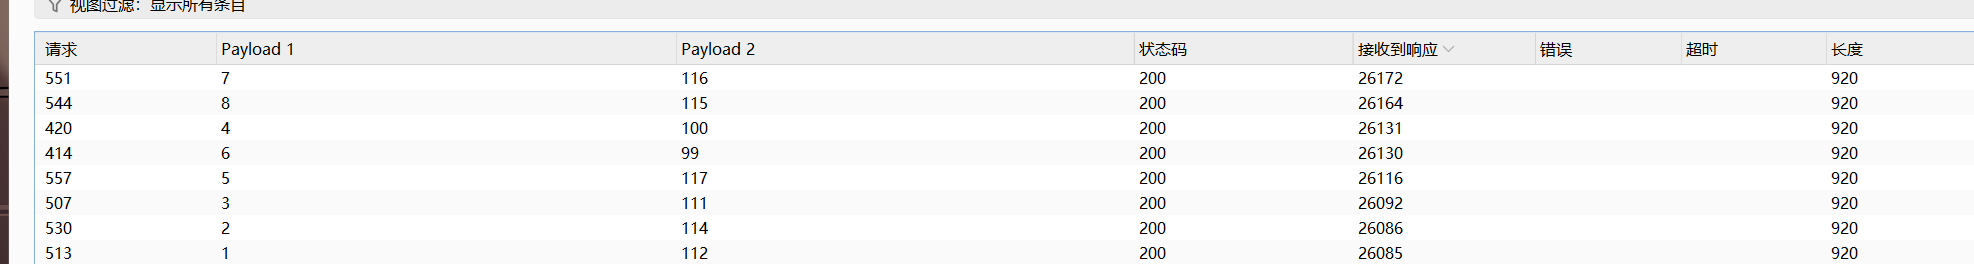 视图过滤：显示所有条目
请求 Payload 1 Payload 2 状态码 接收到响应 错误 超时 长度
551 7 116 200 26172 920
544 8 115 200 26164 920
420 4 100 200 26131 920
414 6 99 200 26130 920
557 5 117 200 26116 920
507 3 111 200 26092 920
530 2 114 200 26086 920
513 1 112 200 26085 920